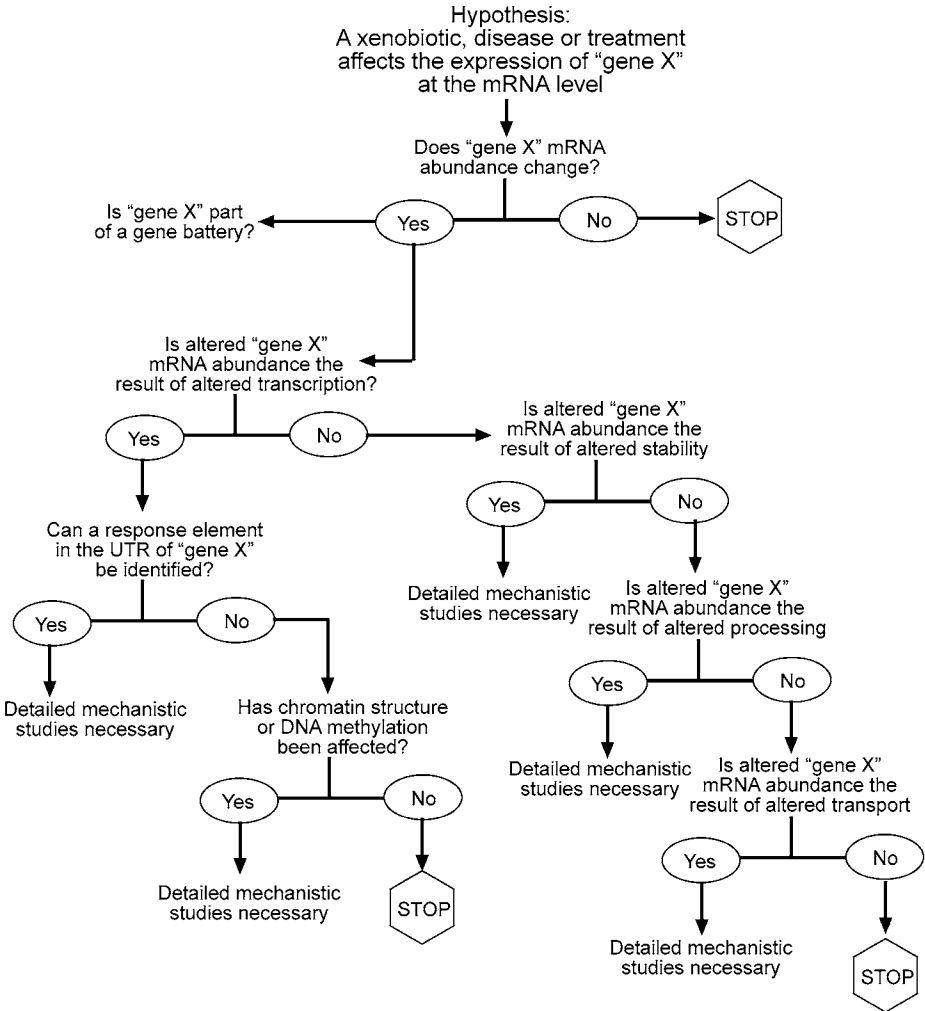 Hypothesis:
A xenobiotic, disease or treatment
affects the expression of “gene X”
at the mRNA level
Does “gene X” mRNA
abundance change?
Is “gene X” part
of a gene battery?
Yes
No
STOP
Is altered “gene X”
mRNA abundance the
result of altered transcription?
Yes
No
Is altered “gene X”
mRNA abundance the
result of altered stability
Yes
No
Can a response element
in the UTR of “gene X”
be identified?
Detailed mechanistic
studies necessary
Is altered “gene X”
mRNA abundance the
result of altered processing
Yes
No
Yes
No
Detailed mechanistic
studies necessary
Has chromatin structure
or DNA methylation
been affected?
Detailed mechanistic
studies necessary
Is altered “gene X”
mRNA abundance the
result of altered transport
Yes
No
Yes
No
Detailed mechanistic
studies necessary
STOP
Detailed mechanistic
studies necessary
STOP